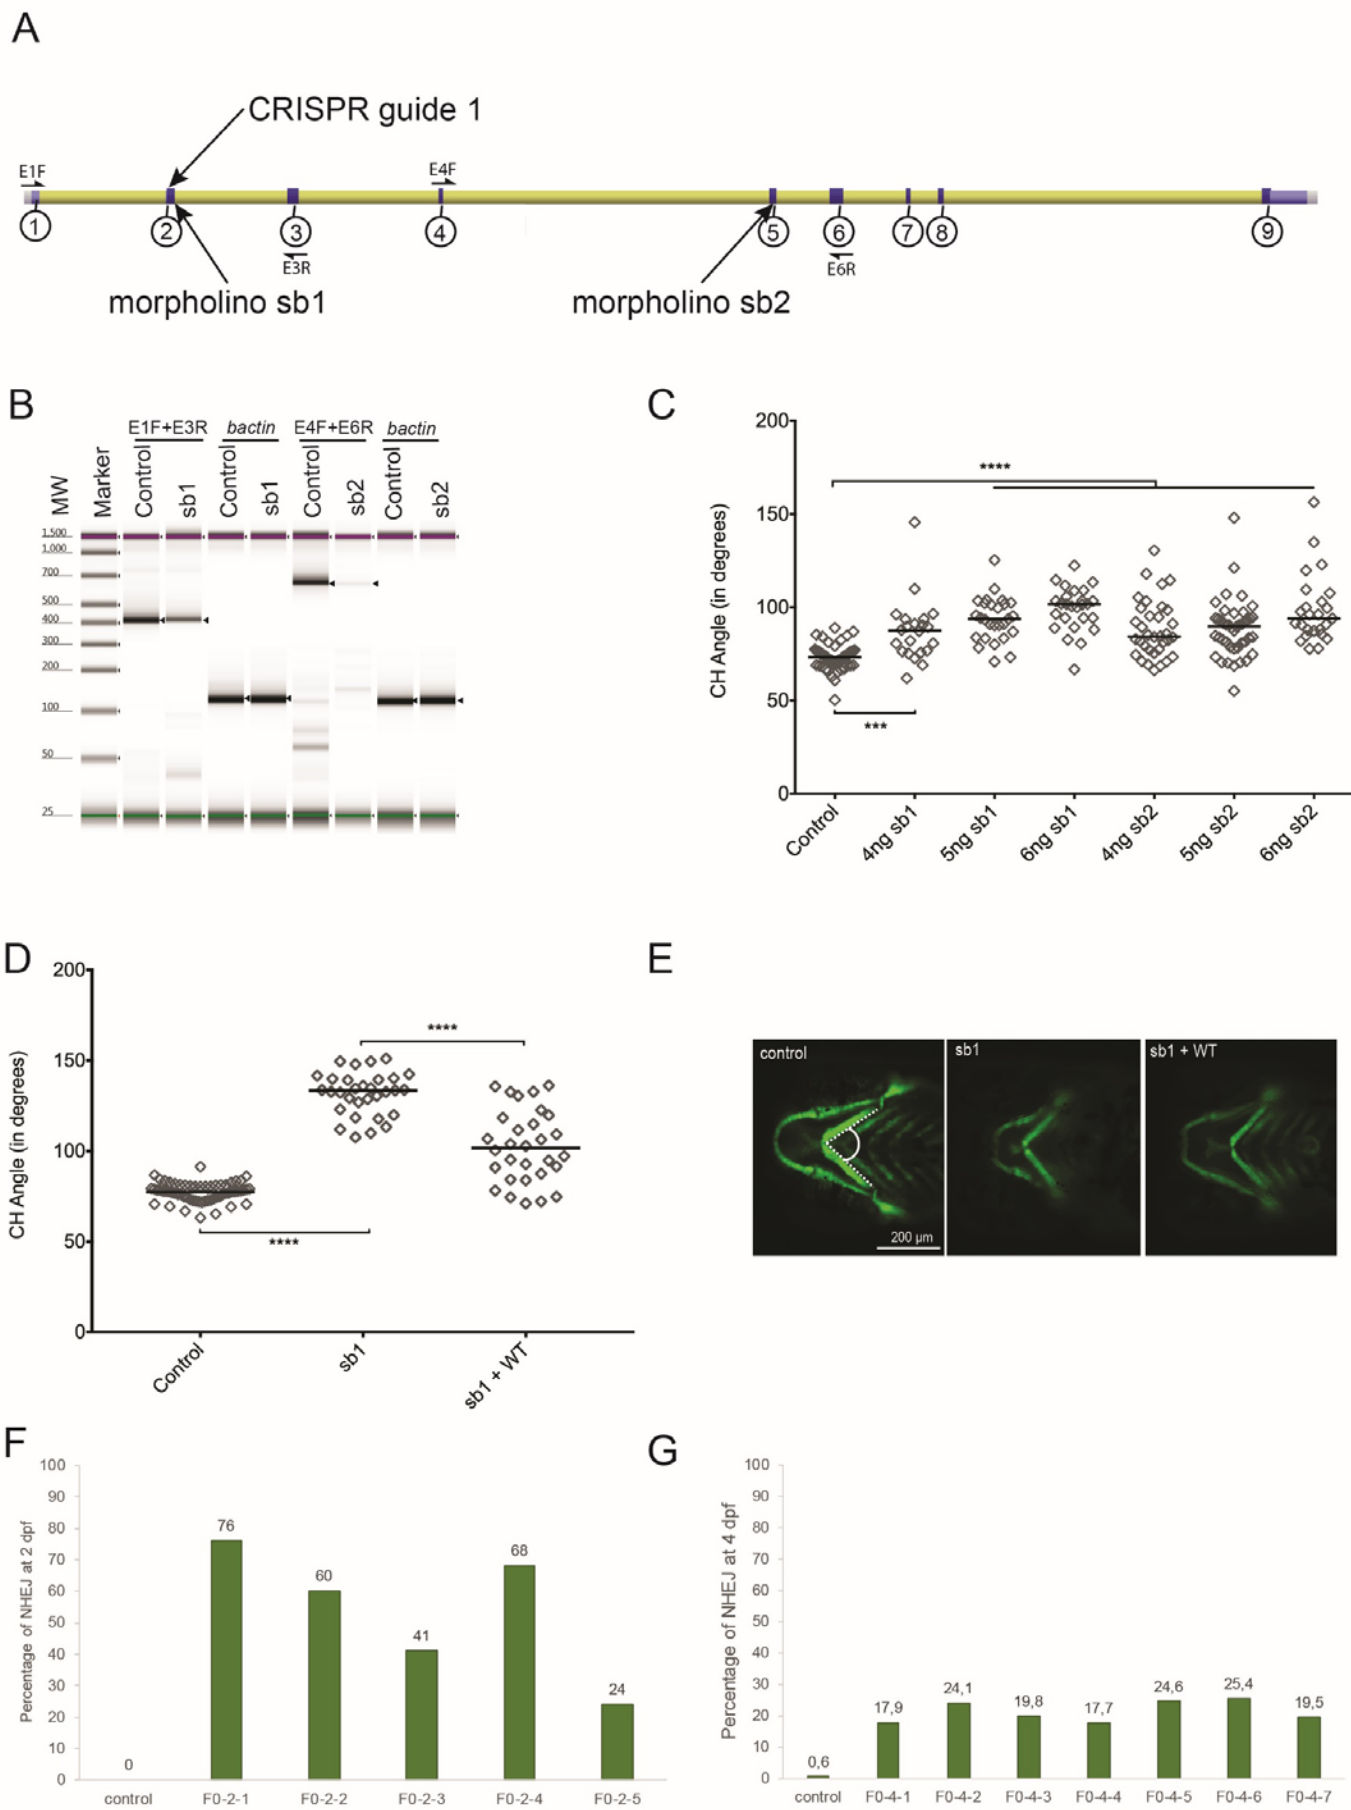 A
CRISPR guide 1
E1F
E4F
1
2
3
4
5
6
7
8
9
E3R
E6R
morpholino sb1
morpholino sb2
B
E1F+E3R
bactin
E4F+E6R
bactin
MW
Marker
Control
sb1
Control
sb1
Control
sb2
Control
sb2
1,500
1,000
700
500
400
300
200
100
50
25
C
CH Angle (in degrees)
200
150
100
50
0
****
***
Control
4ng sb1
5ng sb1
6ng sb1
4ng sb2
5ng sb2
6ng sb2
D
CH Angle (in degrees)
200
150
100
50
0
****
****
Control
sb1
sb1 + WT
E
control
sb1
sb1 + WT
200 µm
F
Percentage of NHEJ at 2 dpf
100
90
80
70
60
50
40
30
20
10
0
0
76
60
41
68
24
control
F0-2-1
F0-2-2
F0-2-3
F0-2-4
F0-2-5
G
Percentage of NHEJ at 4 dpf
100
90
80
70
60
50
40
30
20
10
0
0,6
17,9
24,1
19,8
17,7
24,6
25,4
19,5
control
F0-4-1
F0-4-2
F0-4-3
F0-4-4
F0-4-5
F0-4-6
F0-4-7